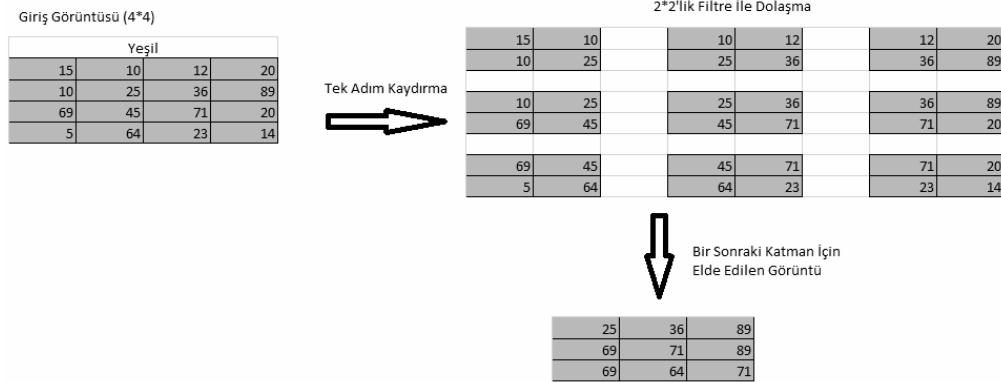 Giriş Görüntüsü (4*4)
Yeşil
15 10 12 20
10 25 36 89
69 45 71 20
5 64 23 14
Tek Adım Kaydırma
2*2'lik Filtre İle Dolaşma
15 10 10 12 12 20
10 25 25 36 36 89
10 25 25 36 36 89
69 45 45 71 71 20
69 45 45 71 71 20
5 64 64 23 23 14
Bir Sonraki Katman İçin
Elde Edilen Görüntü
25 36 89
69 71 89
69 64 71